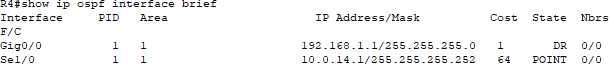 R4#show ip ospf interface brief
Interface PID Area IP Address/Mask Cost State Nbrs
F/C
Gig0/0 1 1 192.168.1.1/255.255.255.0 1 DR 0/0
Se1/0 1 1 10.0.14.1/255.255.255.252 64 POINT 0/0